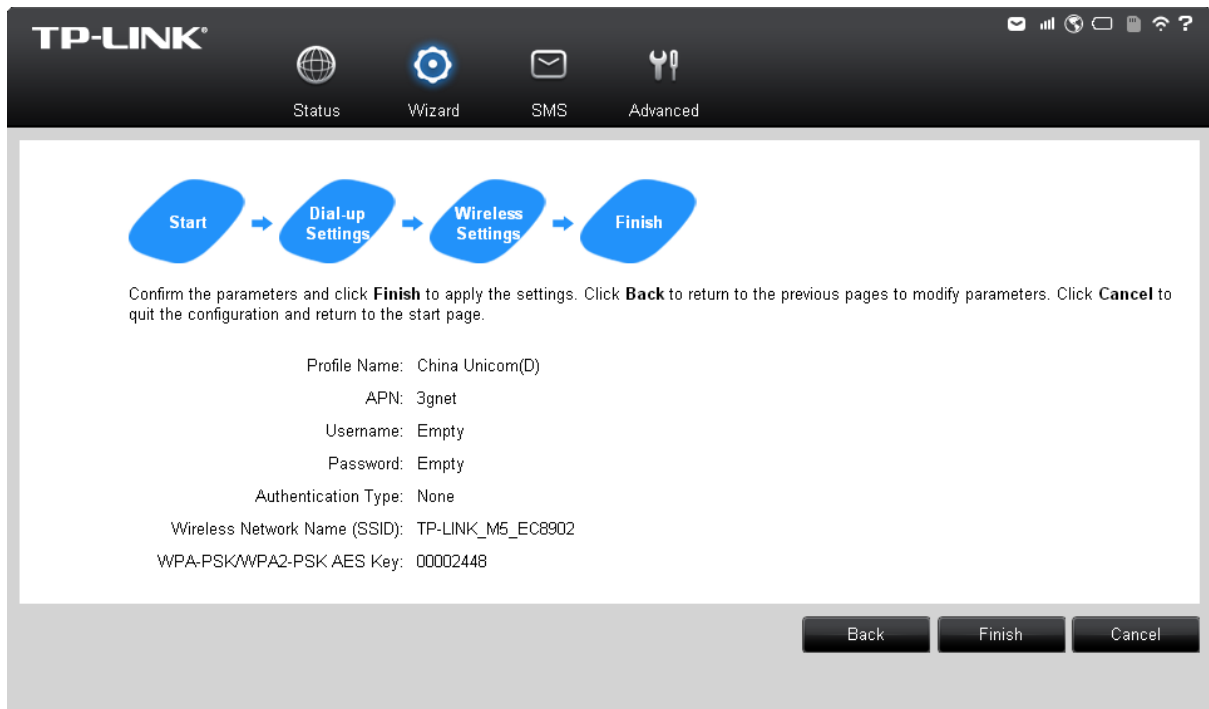 TP-LINK®
Status Wizard SMS Advanced
Start
Dial-up
Settings
Wireless
Settings
Finish
Confirm the parameters and click Finish to apply the settings. Click Back to return to the previous pages to modify parameters. Click Cancel to
quit the configuration and return to the start page.
Profile Name: China Unicom(D)
APN: 3gnet
Username: Empty
Password: Empty
Authentication Type: None
Wireless Network Name (SSID): TP-LINK_M5_EC8902
WPA-PSK/WPA2-PSK AES Key: 00002448
Back Finish Cancel